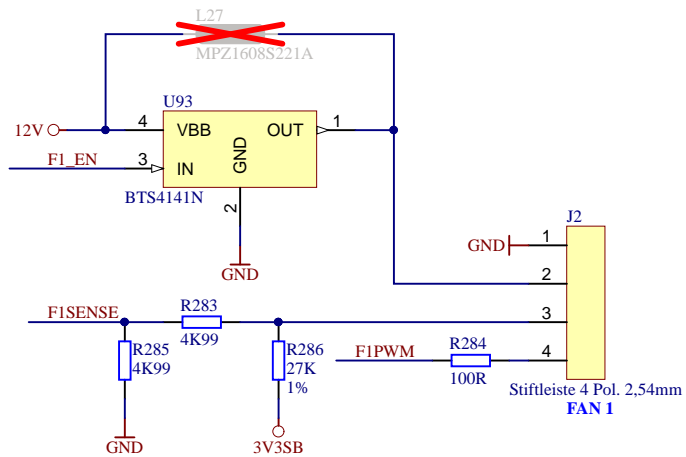 L27
MPZ1608S221A
U93
12V
4
VBB
OUT
1
F1_EN
3
IN
GND
BTS4141N
2
GND
J2
GND
1
2
F1SENSE
R283
4K99
3
R285
4K99
R286
27K
1%
F1PWM
R284
100R
4
Stiftleiste 4 Pol. 2,54mm
FAN 1
GND
3V3SB